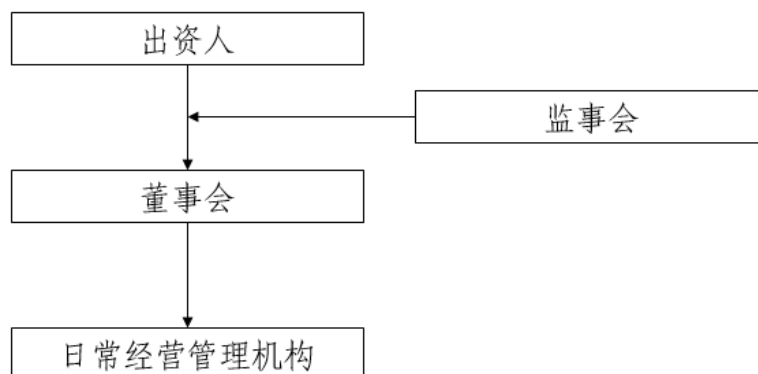 出资人
监事会
董事会
日常经营管理机构